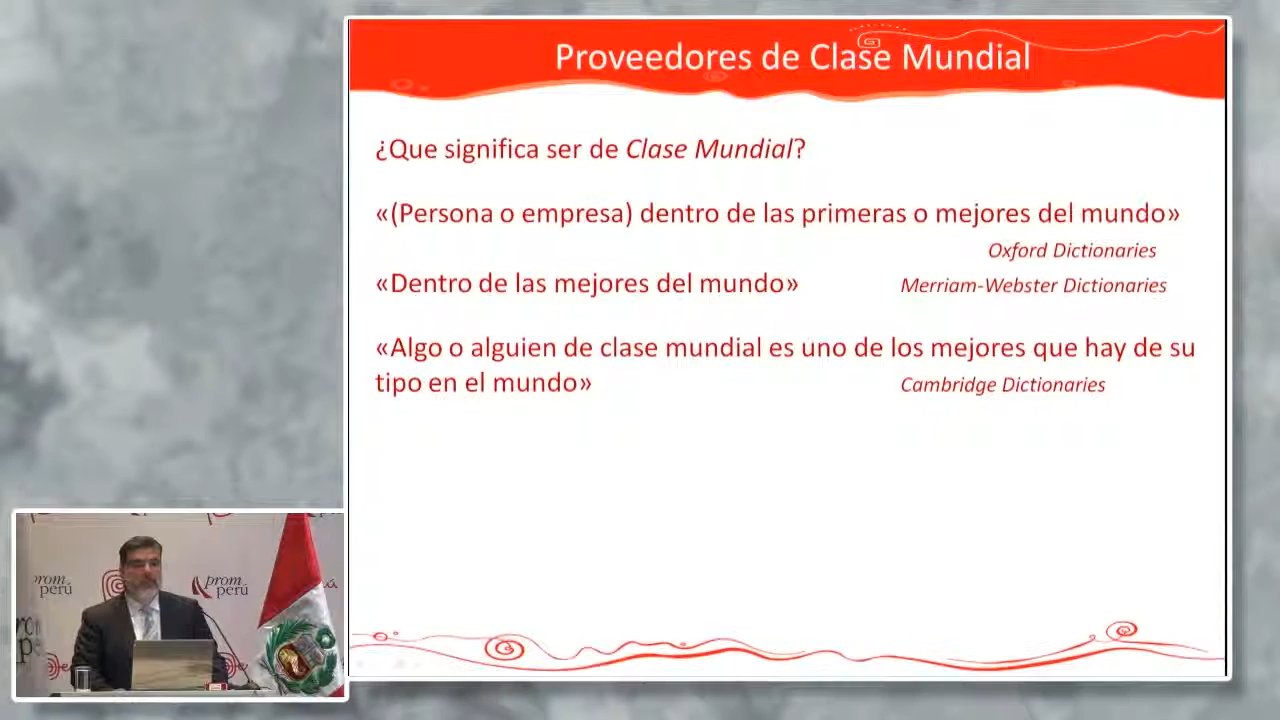 Proveedores de Clase Mundial
¿Que significa ser de Clase Mundial?
«(Persona o empresa) dentro de las primeras o mejores del mundo»
Oxford Dictionaries
«Dentro de las mejores del mundo» Merriam-Webster Dictionaries
«Algo o alguien de clase mundial es uno de los mejores que hay de su
tipo en el mundo» Cambridge Dictionaries
prom
perú
prom
perú